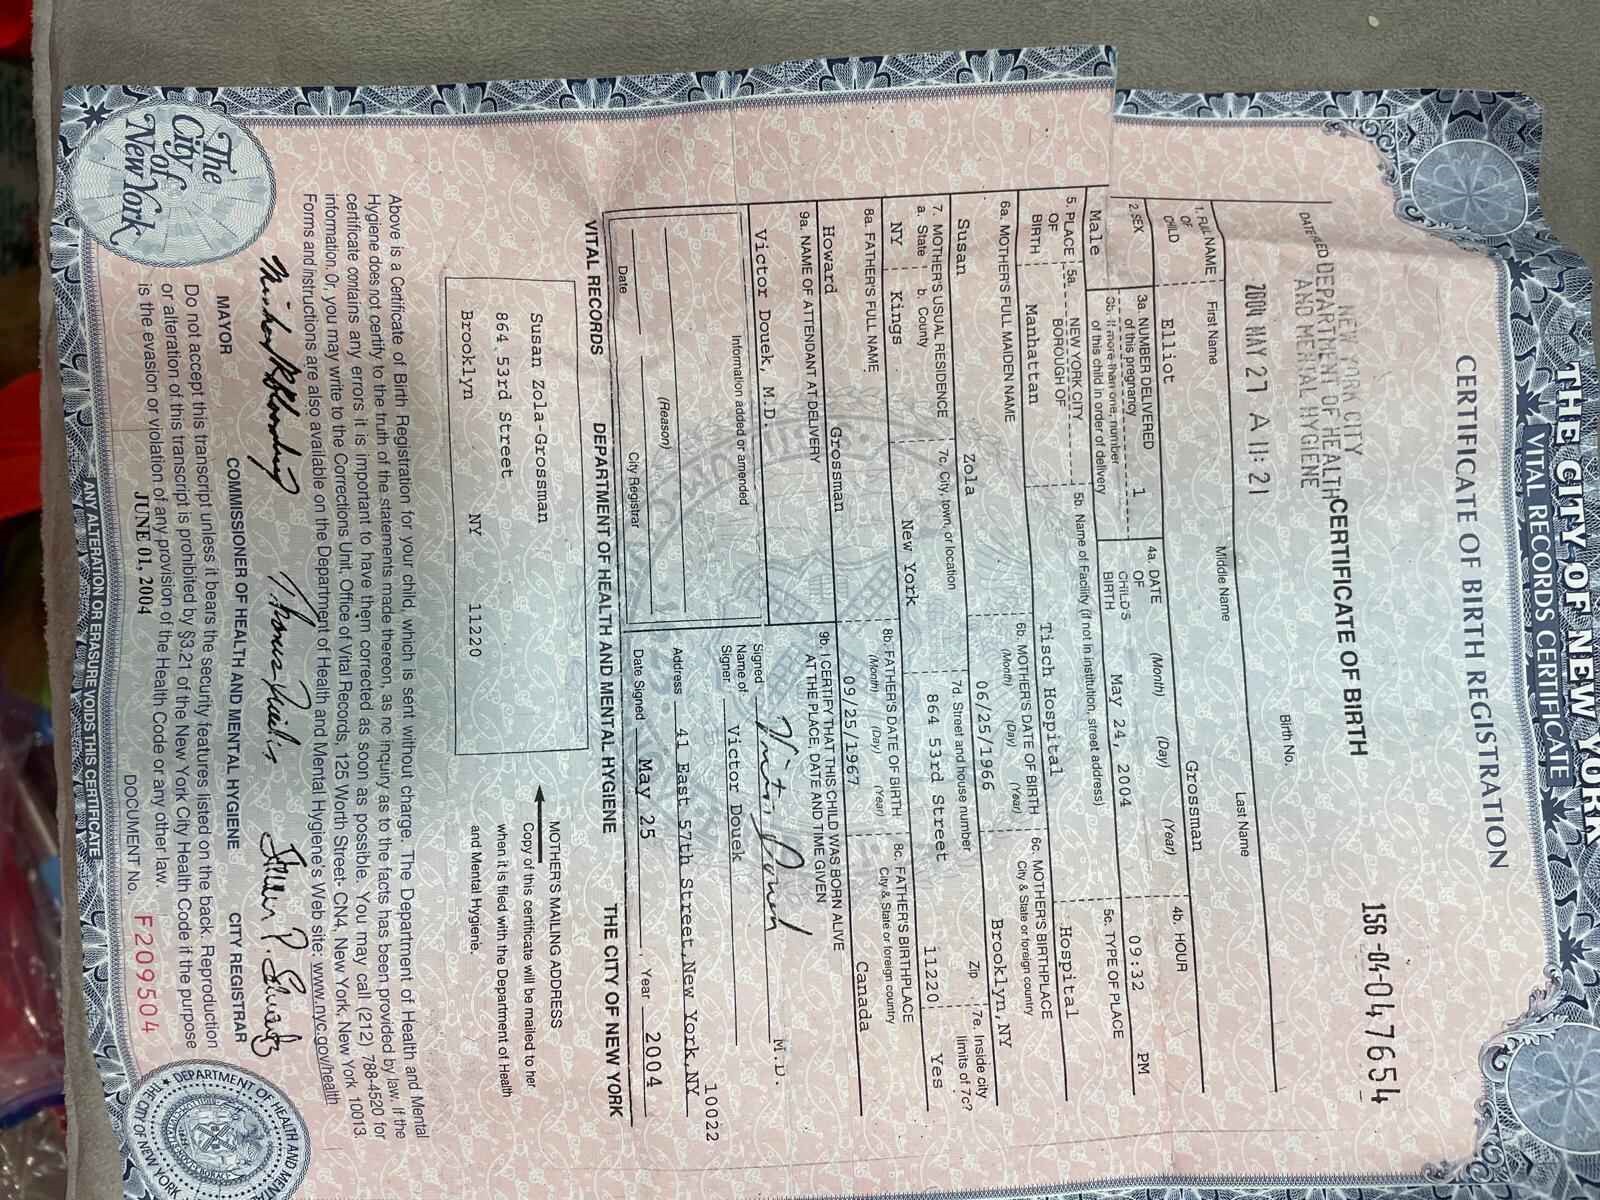 THE CITY OF NEW YORK
VITAL RECORDS CERTIFICATE
CERTIFICATE OF BIRTH REGISTRATION
NEW YORK CITY
DEPARTMENT OF HEALTH
AND MENTAL HYGIENE
CERTIFICATE OF BIRTH
156-04-047654
DATE FILED
2004 MAY 27 A 11: 21
Birth No.
1. FULL NAME OF CHILD
First Name
Middle Name
Last Name
Elliot
Grossman
2. SEX
Male
3a. NUMBER DELIVERED of this pregnancy
1
3b. If more than one, number of this child in order of delivery
4a. DATE OF CHILD'S BIRTH
(Month) (Day) (Year)
May 24, 2004
4b. HOUR
09:32 PM
5. PLACE OF BIRTH
5a. NEW YORK CITY BOROUGH OF
Manhattan
5b. Name of Facility (if not in institution, street address)
Tisch Hospital
5c. TYPE OF PLACE
Hospital
6a. MOTHER'S FULL MAIDEN NAME
Susan Zola
6b. MOTHER'S DATE OF BIRTH
(Month) (Day) (Year)
06/25/1966
6c. MOTHER'S BIRTHPLACE
City & State or foreign country
Brooklyn,NY
7. MOTHER'S USUAL RESIDENCE
a. State
NY
b. County
Kings
7c. City, town, or location
New York
7d. Street and house number
864 53rd Street
Zip
11220
7e. Inside city limits of 7c?
Yes
8a. FATHER'S FULL NAME
Howard Grossman
8b. FATHER'S DATE OF BIRTH
(Month) (Day) (Year)
09/25/1967
8c. FATHER'S BIRTHPLACE
City & State or foreign country
Canada
9a. NAME OF ATTENDANT AT DELIVERY
Victor Douek, M.D.
9b. I CERTIFY THAT THIS CHILD WAS BORN ALIVE
AT THE PLACE, DATE AND TIME GIVEN
Signed Victor Douek M.D.
Name of Signer Victor Douek
Address 41 East 57th Street,New York,NY 10022
Date Signed May 25, Year 2004
Information added or amended
(Reason)
Date
City Registrar
VITAL RECORDS DEPARTMENT OF HEALTH AND MENTAL HYGIENE THE CITY OF NEW YORK
Susan Zola-Grossman
864 53rd Street
Brooklyn NY 11220
MOTHER'S MAILING ADDRESS
Copy of this certificate will be mailed to her
when it is filed with the Department of Health
and Mental Hygiene.
Above is a Certificate of Birth Registration for your child, which is sent without charge. The Department of Health and Mental
Hygiene does not certify to the truth of the statements made thereon, as no inquiry as to the facts has been provided by law. If the
certificate contains any errors it is important to have them corrected as soon as possible. You may call (212) 788-4520 for
information. Or, you may write to the Corrections Unit, Office of Vital Records, 125 Worth Street- CN4, New York, New York 10013.
Forms and instructions are also available on the Department of Health and Mental Hygiene's Web site: www.nyc.gov/health
MAYOR
COMMISSIONER OF HEALTH AND MENTAL HYGIENE
CITY REGISTRAR
Do not accept this transcript unless it bears the security features listed on the back. Reproduction
or alteration of this transcript is prohibited by §3.21 of the New York City Health Code if the purpose
is the evasion or violation of any provision of the Health Code or any other law.
The City of New York
JUNE 01, 2004
DOCUMENT No. F2095504
ANY ALTERATION OR ERASURE VOIDS THIS CERTIFICATE
DEPARTMENT OF HEALTH AND MENTAL
THE CITY OF NEW YORK